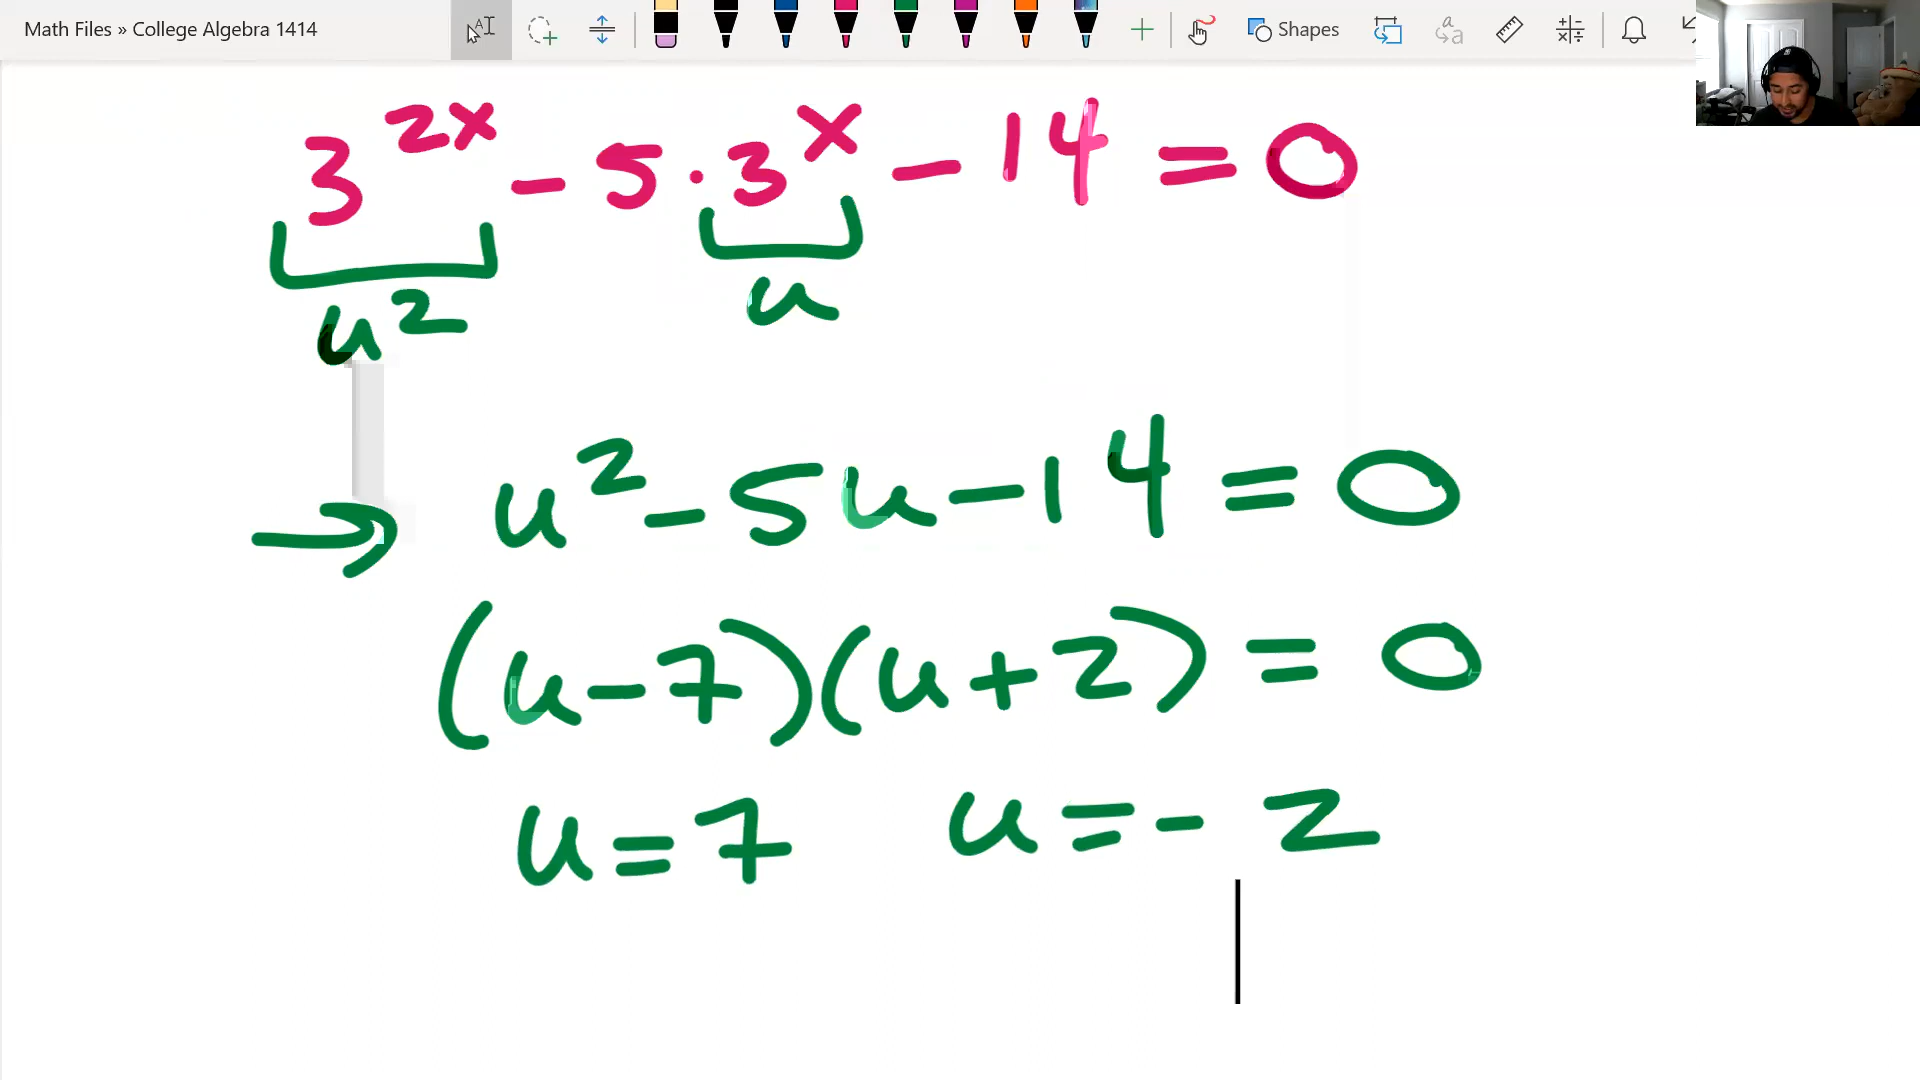 Math Files » College Algebra 1414
Shapes
3^{2x} - 5 · 3^x - 14 = 0
u^2 u
→ u^2 - 5u - 14 = 0
(u - 7)(u + 2) = 0
u = 7 u = - 2